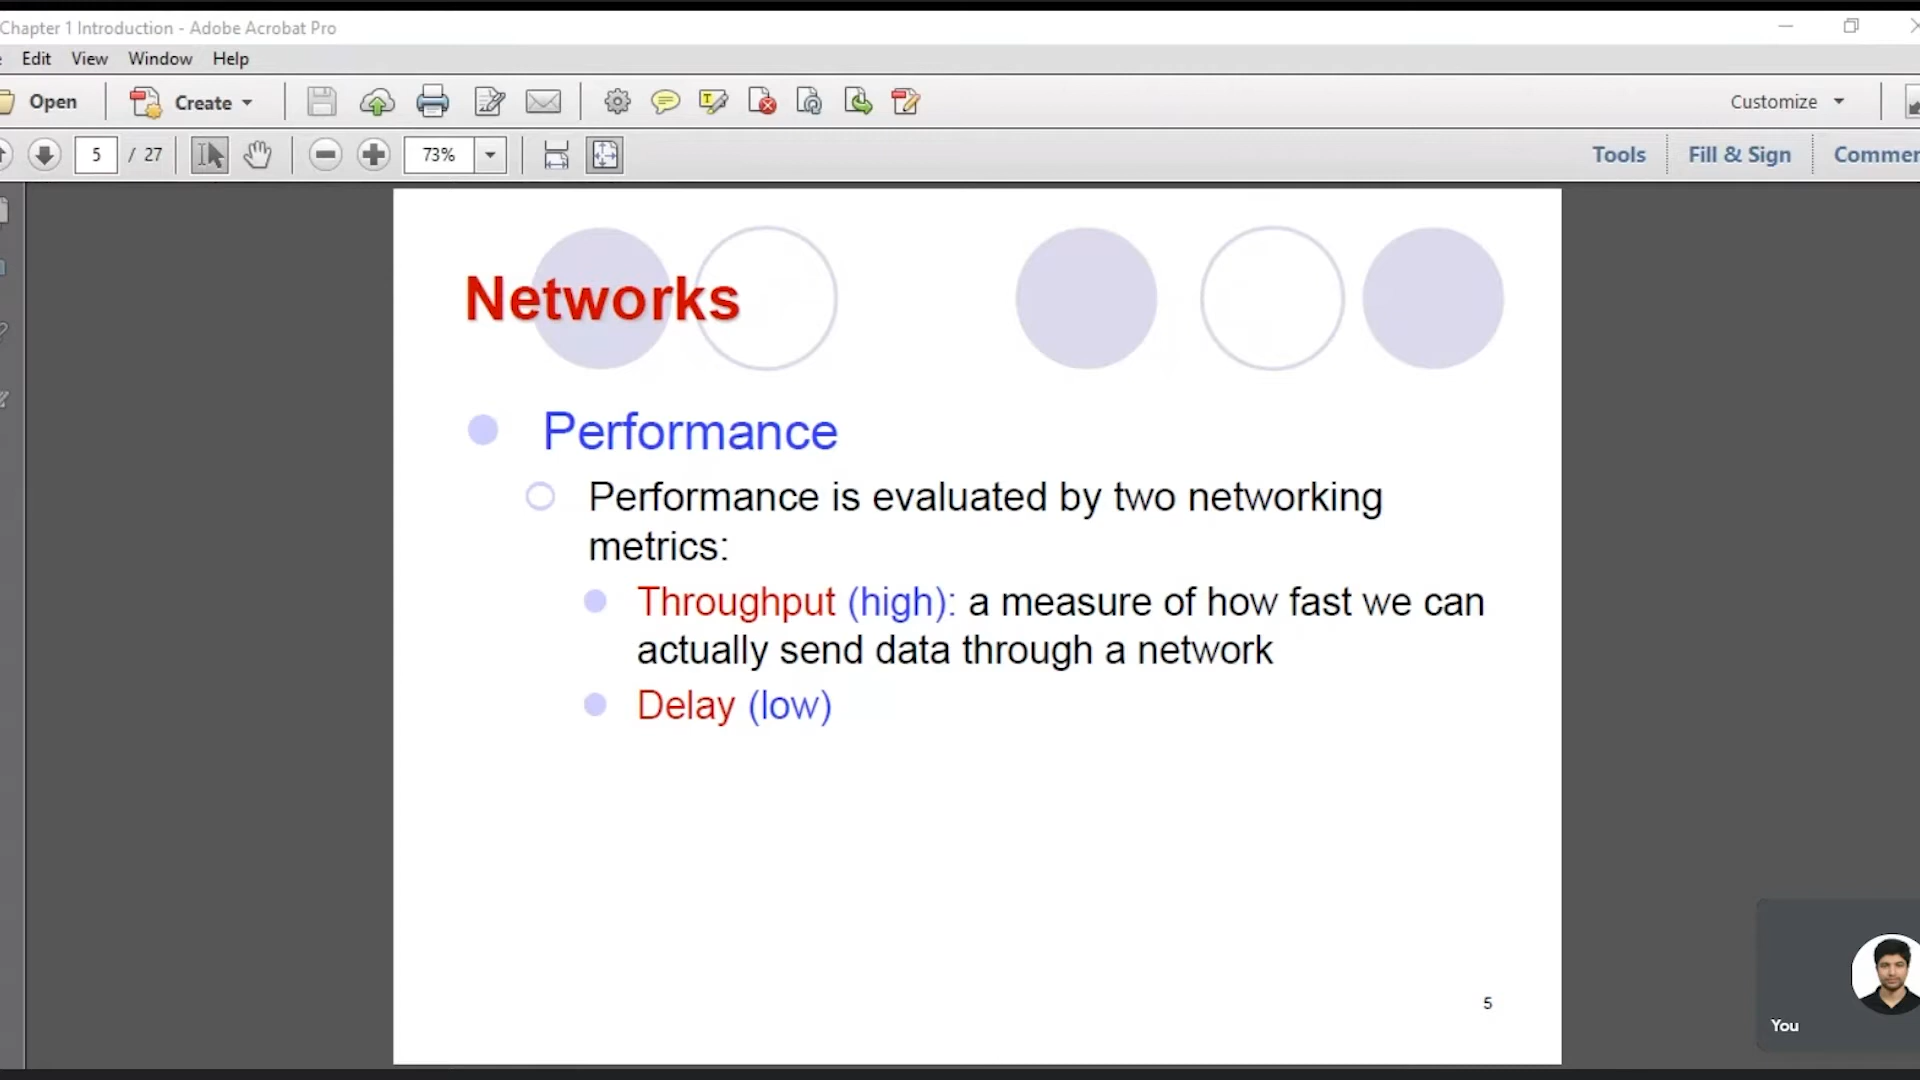 Chapter 1 Introduction - Adobe Acrobat Pro
Edit View Window Help
Open Create Customize
5 / 27 73% Tools Fill & Sign
Networks
Performance
Performance is evaluated by two networking
metrics:
Throughput (high): a measure of how fast we can
actually send data through a network
Delay (low)
5
You